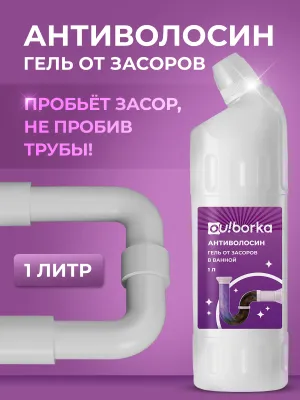 АНТИВОЛОСИН
ГЕЛЬ ОТ ЗАСОРОВ
ПРОБЬЁТ ЗАСОР,
НЕ ПРОБИВ
ТРУБЫ!
1 ЛИТР
ou!borka
АНТИВОЛОСИН
ГЕЛЬ ОТ ЗАСОРОВ
В ВАННОЙ
1 Л